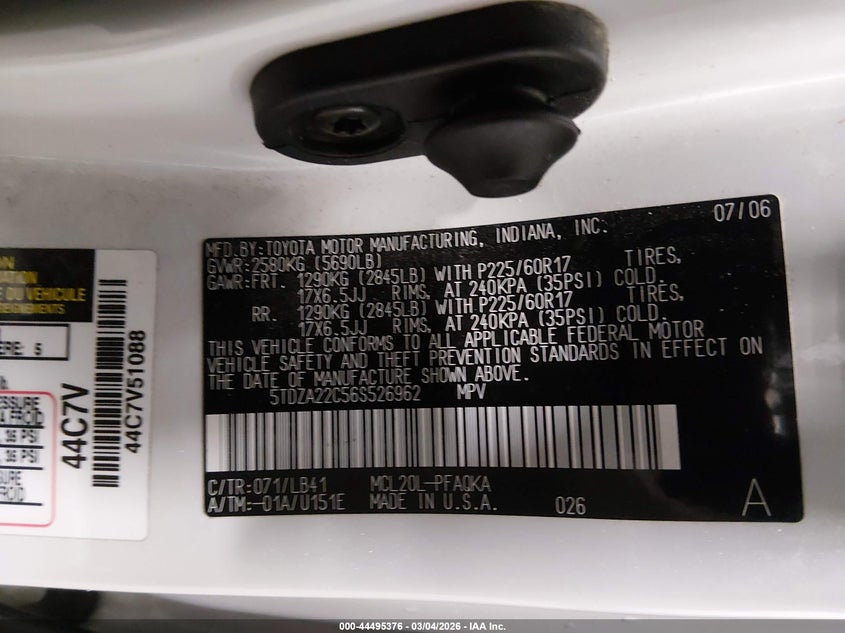 07/06
MFD.BY:TOYOTA MOTOR MANUFACTURING, INDIANA, INC.
GVWR:2580KG (5690LB)
GAWR:FRT. 1290KG (2845LB) WITH P225/60R17 TIRES,
17X6.5JJ RIMS, AT 240KPA (35PSI) COLD.
RR. 1290KG (2845LB) WITH P225/60R17 TIRES,
17X6.5JJ RIMS, AT 240KPA (35PSI) COLD.
THIS VEHICLE CONFORMS TO ALL APPLICABLE FEDERAL MOTOR
VEHICLE SAFETY AND THEFT PREVENTION STANDARDS IN EFFECT ON
THE DATE OF MANUFACTURE SHOWN ABOVE.
5TDZA22C56S526962 MPV
C/TR:071/LB41 MCL20L-PFAQKA
A/TM:-01A/U151E MADE IN U.S.A. 026 A
DU VÉHICULE
44C7V
44C7V51088
000-44495376 - 03/04/2026 - IAA Inc.